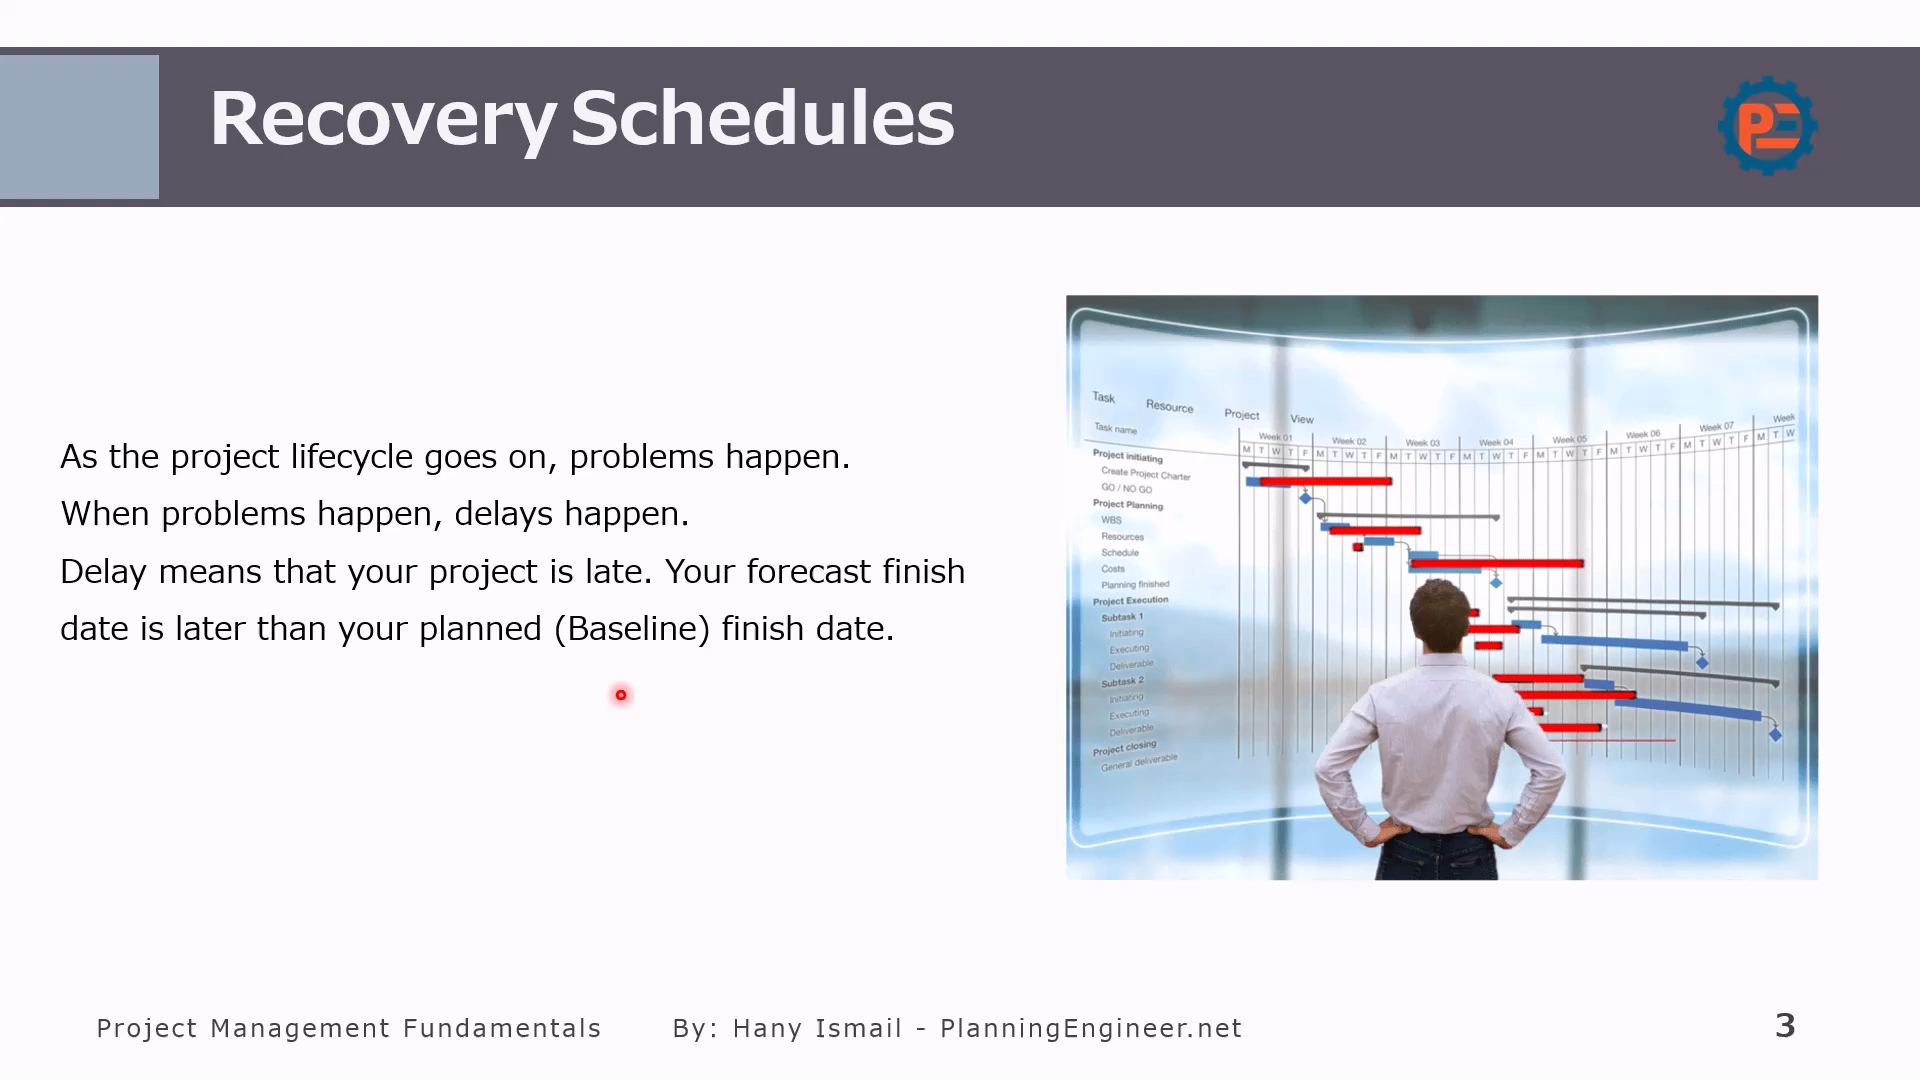 Recovery Schedules
PE
As the project lifecycle goes on, problems happen.
When problems happen, delays happen.
Delay means that your project is late. Your forecast finish
date is later than your planned (Baseline) finish date.
Task Resource Project View
Task name
Week 01 Week 02 Week 03 Week 04 Week 05 Week 06 Week 07 Week
M T W T F M T W T F M T W T F M T W T F M T W T F M T W T F M T W T F M T W
Project initiating
Create Project Charter
GO / NO GO
Project Planning
WBS
Resources
Schedule
Costs
Planning finished
Project Execution
Subtask 1
Initiating
Executing
Deliverable
Subtask 2
Initiating
Executing
Deliverable
Project closing
General deliverable
Project Management Fundamentals By: Hany Ismail - PlanningEngineer.net 3